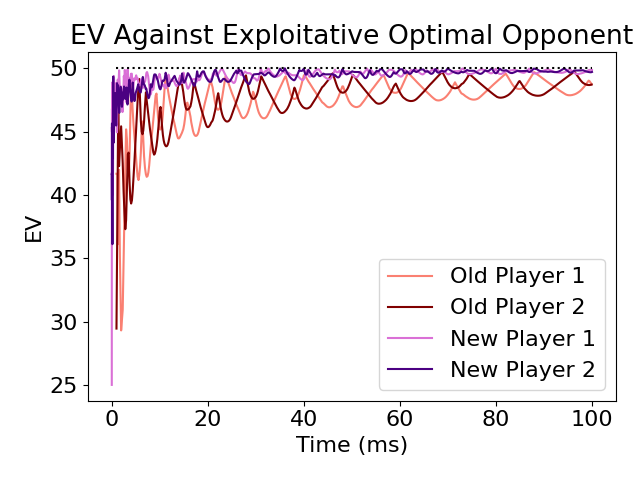 EV Against Exploitative Optimal Opponent
50
45
40
35
30
25
EV
0 20 40 60 80 100
Time (ms)
Old Player 1
Old Player 2
New Player 1
New Player 2